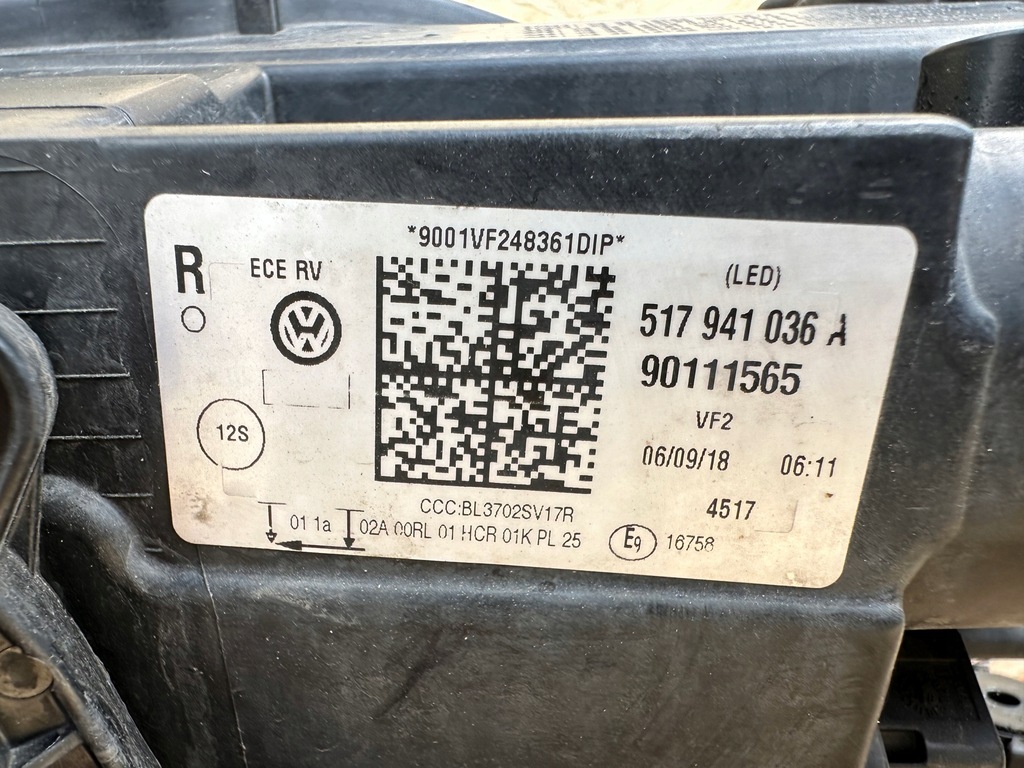 *9001VF248361DIP*
R
ECE RV
(LED)
517 941 036 A
90111565
VF2
12S
06/09/18 06:11
4517
CCC:BL3702SV17R
01 1a 02A 00RL 01 HCR 01K PL 25
E9 16758